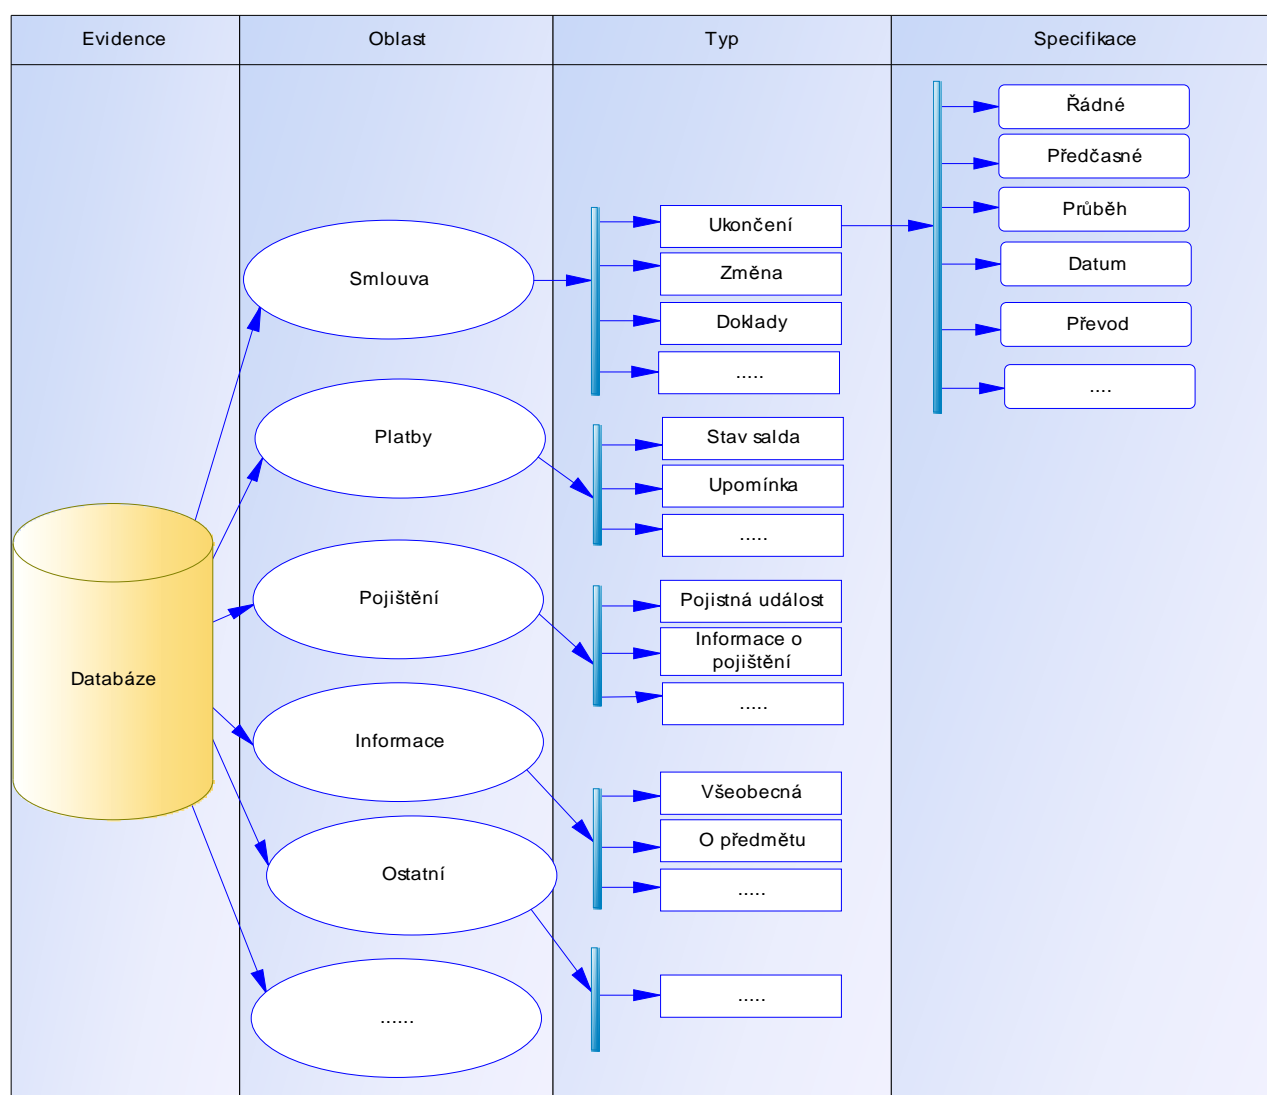 Evidence
Oblast
Typ
Specifikace
Databáze
Smlouva
Platby
Pojištění
Informace
Ostatní
......
Ukončení
Změna
Doklady
.....
Stav salda
Upomínka
.....
Pojistná událost
Informace o
pojištění
.....
Všeobecná
O předmětu
.....
.....
Řádné
Předčasné
Průběh
Datum
Převod
....